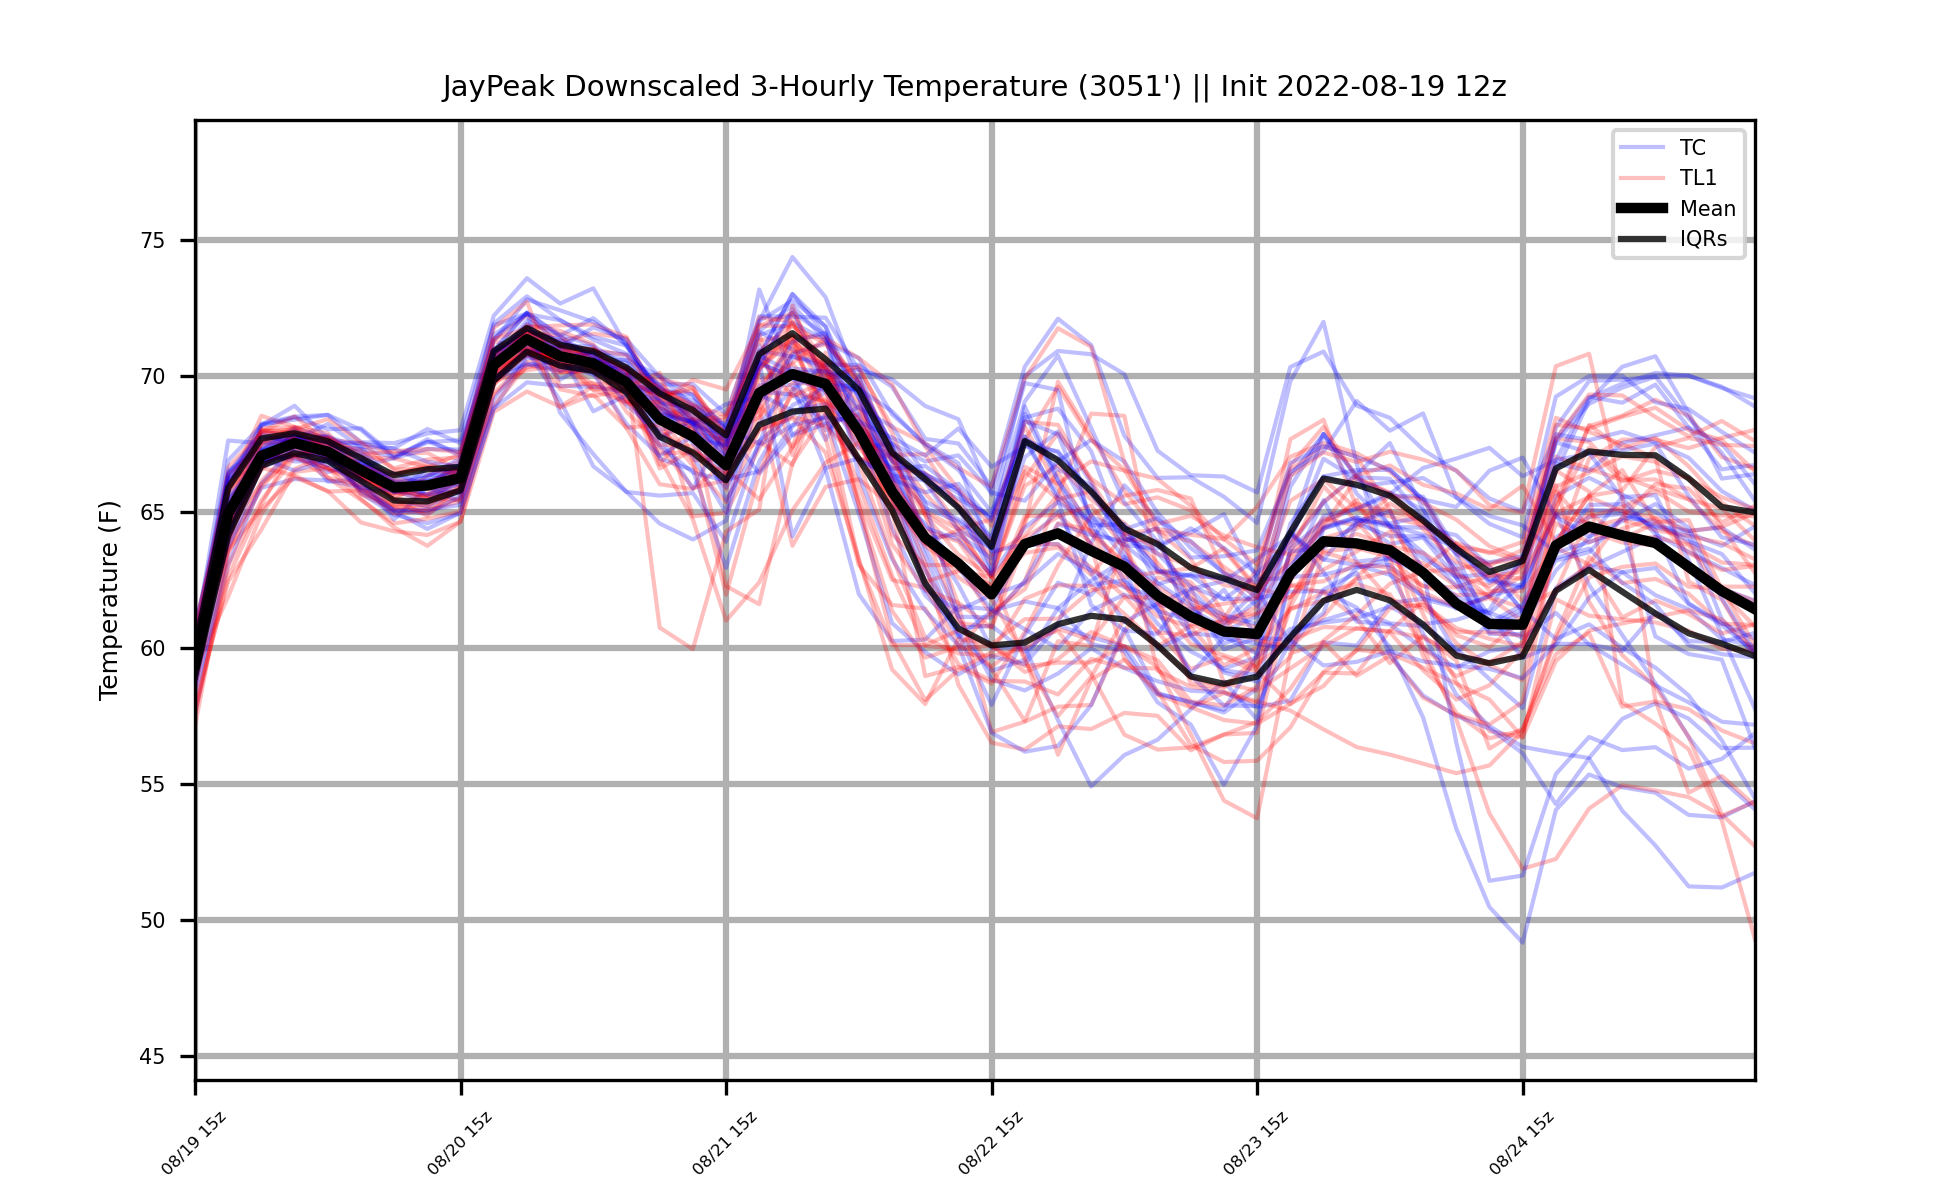 JayPeak Downscaled 3-Hourly Temperature (3051') || Init 2022-08-19 12z
TC
TL1
Mean
IQRs
Temperature (F)
75
70
65
60
55
50
45
08/19 15z
08/20 15z
08/21 15z
08/22 15z
08/23 15z
08/24 15z